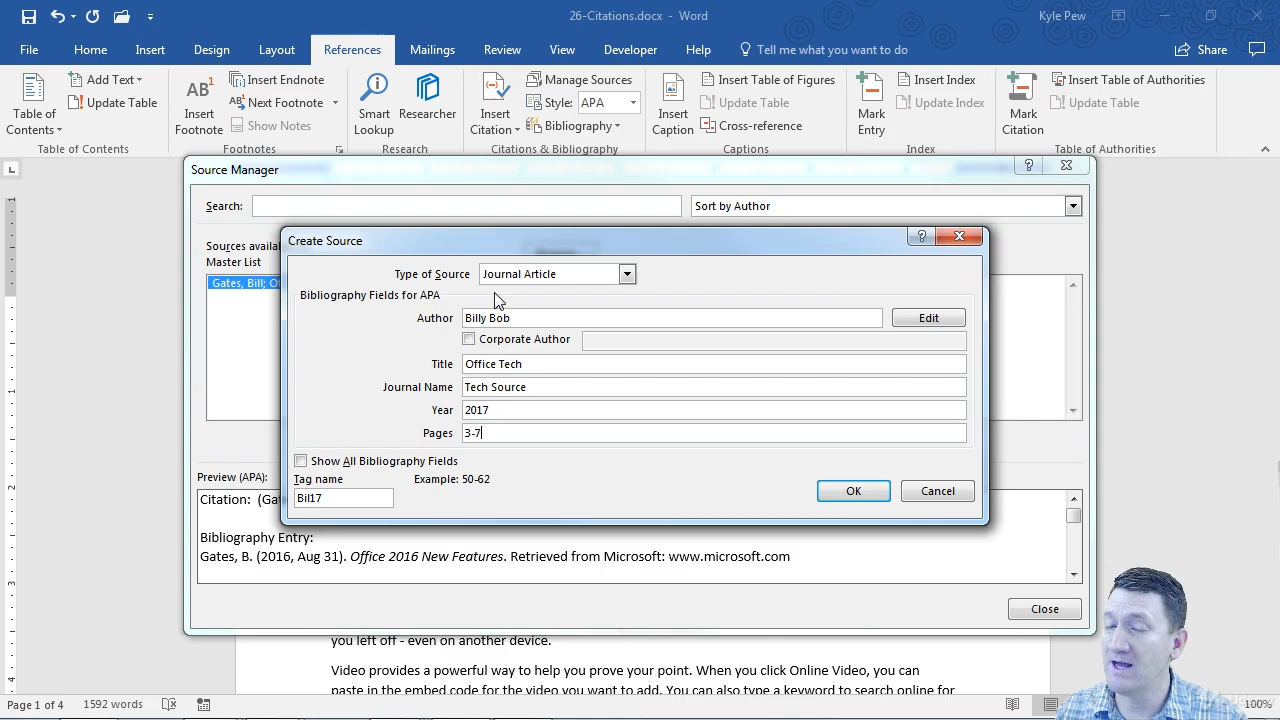 26-Citations.docx - Word
Kyle Pew
File Home Insert Design Layout References Mailings Review View Developer Help Tell me what you want to do Share
Table of Contents
Add Text
Update Table
Table of Contents
AB1
Insert Footnote
Insert Endnote
AB1 Next Footnote
Show Notes
Footnotes
Smart Lookup
Researcher
Research
Insert Citation
Manage Sources
Style: APA
Bibliography
Citations & Bibliography
Insert Caption
Insert Table of Figures
Update Table
Cross-reference
Captions
Mark Entry
Insert Index
Update Index
Index
Mark Citation
Insert Table of Authorities
Update Table
Table of Authorities
L
Source Manager
Search:
Sort by Author
Master List
Gates, Bill;
Create Source
Type of Source Journal Article
Bibliography Fields for APA
Author Billy Bob Edit
Corporate Author
Title Office Tech
Journal Name Tech Source
Year 2017
Pages 3-7
Show All Bibliography Fields
Tag name Example: 50-62
Bil17
OK Cancel
Preview (APA):
Citation:
Bibliography Entry:
Gates, B. (2016, Aug 31). Office 2016 New Features. Retrieved from Microsoft: www.microsoft.com
Close
you left off - even on another device.
Video provides a powerful way to help you prove your point. When you click Online Video, you can
paste in the embed code for the video you want to add. You can also type a keyword to search online for
Page 1 of 4 1592 words 100%